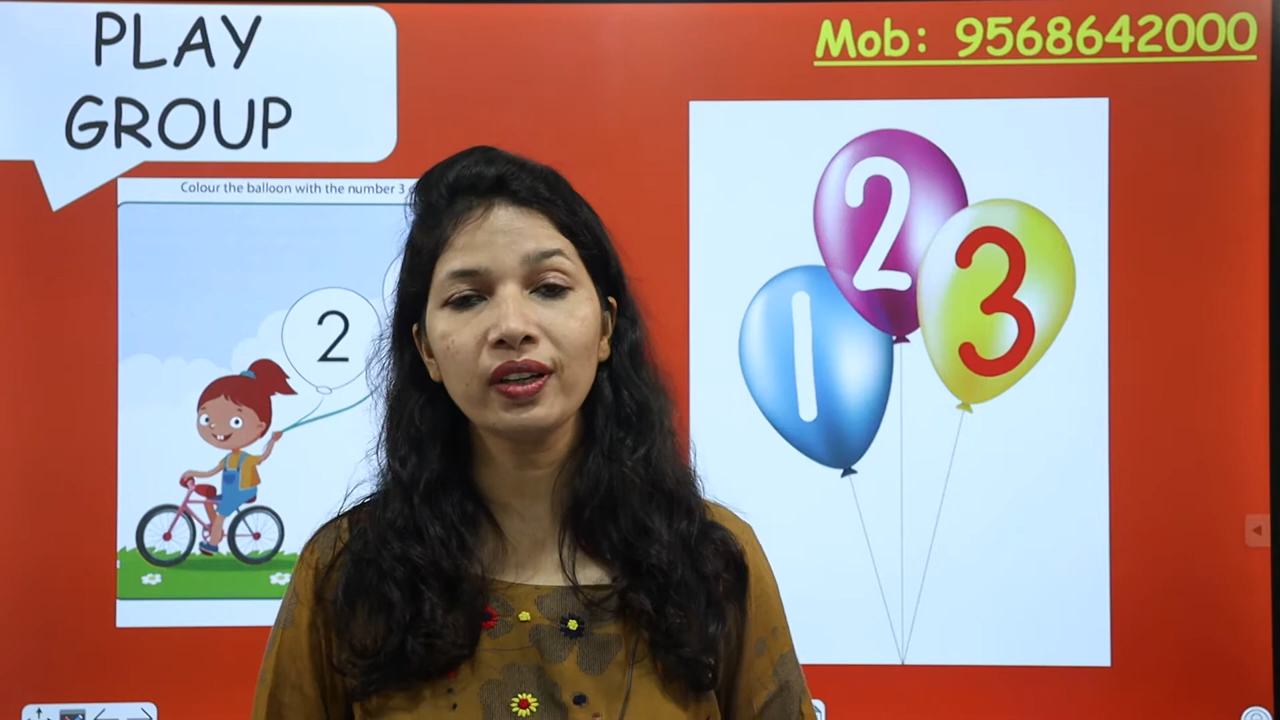 PLAY
GROUP
Mob: 9568642000
Colour the balloon with the number 3
2
1
2
3